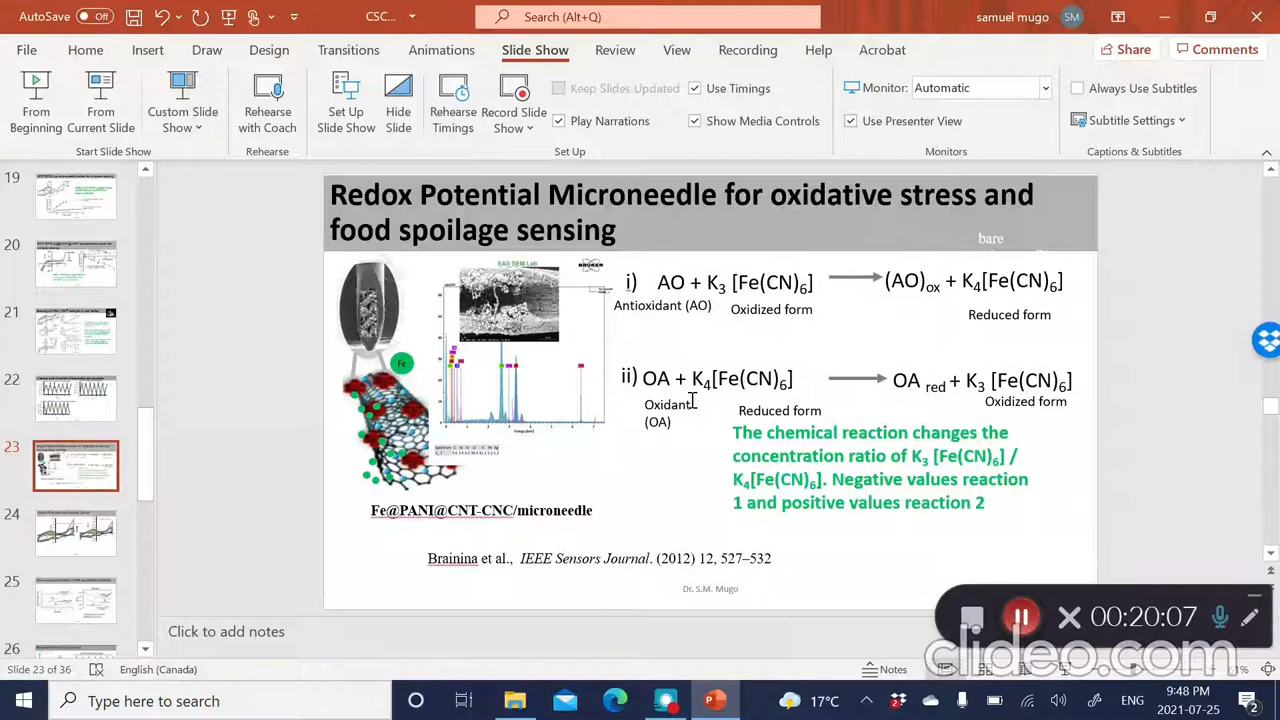 AutoSave Off CSC... Search (Alt+Q) samuel mugo SM
File Home Insert Draw Design Transitions Animations Slide Show Review View Recording Help Acrobat Share Comments
From Beginning
From Current Slide
Custom Slide Show
Rehearse with Coach
Set Up Slide Show
Hide Slide
Rehearse Timings
Record Slide Show
Keep Slides Updated
Play Narrations
Use Timings
Show Media Controls
Monitor: Automatic
Use Presenter View
Always Use Subtitles
Subtitle Settings
Start Slide Show Rehearse Set Up Monitors Captions & Subtitles
19
20
21
22
23
24
25
26
Redox Potential Microneedle for oxidative stress and
food spoilage sensing
bare
EAS SEM Lab
BRUKER
Fe
i) AO + K3 [Fe(CN)6] (AO)ox + K4[Fe(CN)6]
Antioxidant (AO) Oxidized form Reduced form
ii) OA + K4[Fe(CN)6] OA red + K3 [Fe(CN)6]
Oxidant (OA) Reduced form Oxidized form
The chemical reaction changes the
concentration ratio of K3 [Fe(CN)6] /
K4[Fe(CN)6]. Negative values reaction
1 and positive values reaction 2
Fe@PANI@CNT-CNC/microneedle
Brainina et al., IEEE Sensors Journal. (2012) 12, 527–532
Dr. S.M. Mugo
00:20:07
Click to add notes
clideo.com
Slide 23 of 36 English (Canada) Notes
Type here to search
17°C ENG 9:48 PM
2021-07-25
2